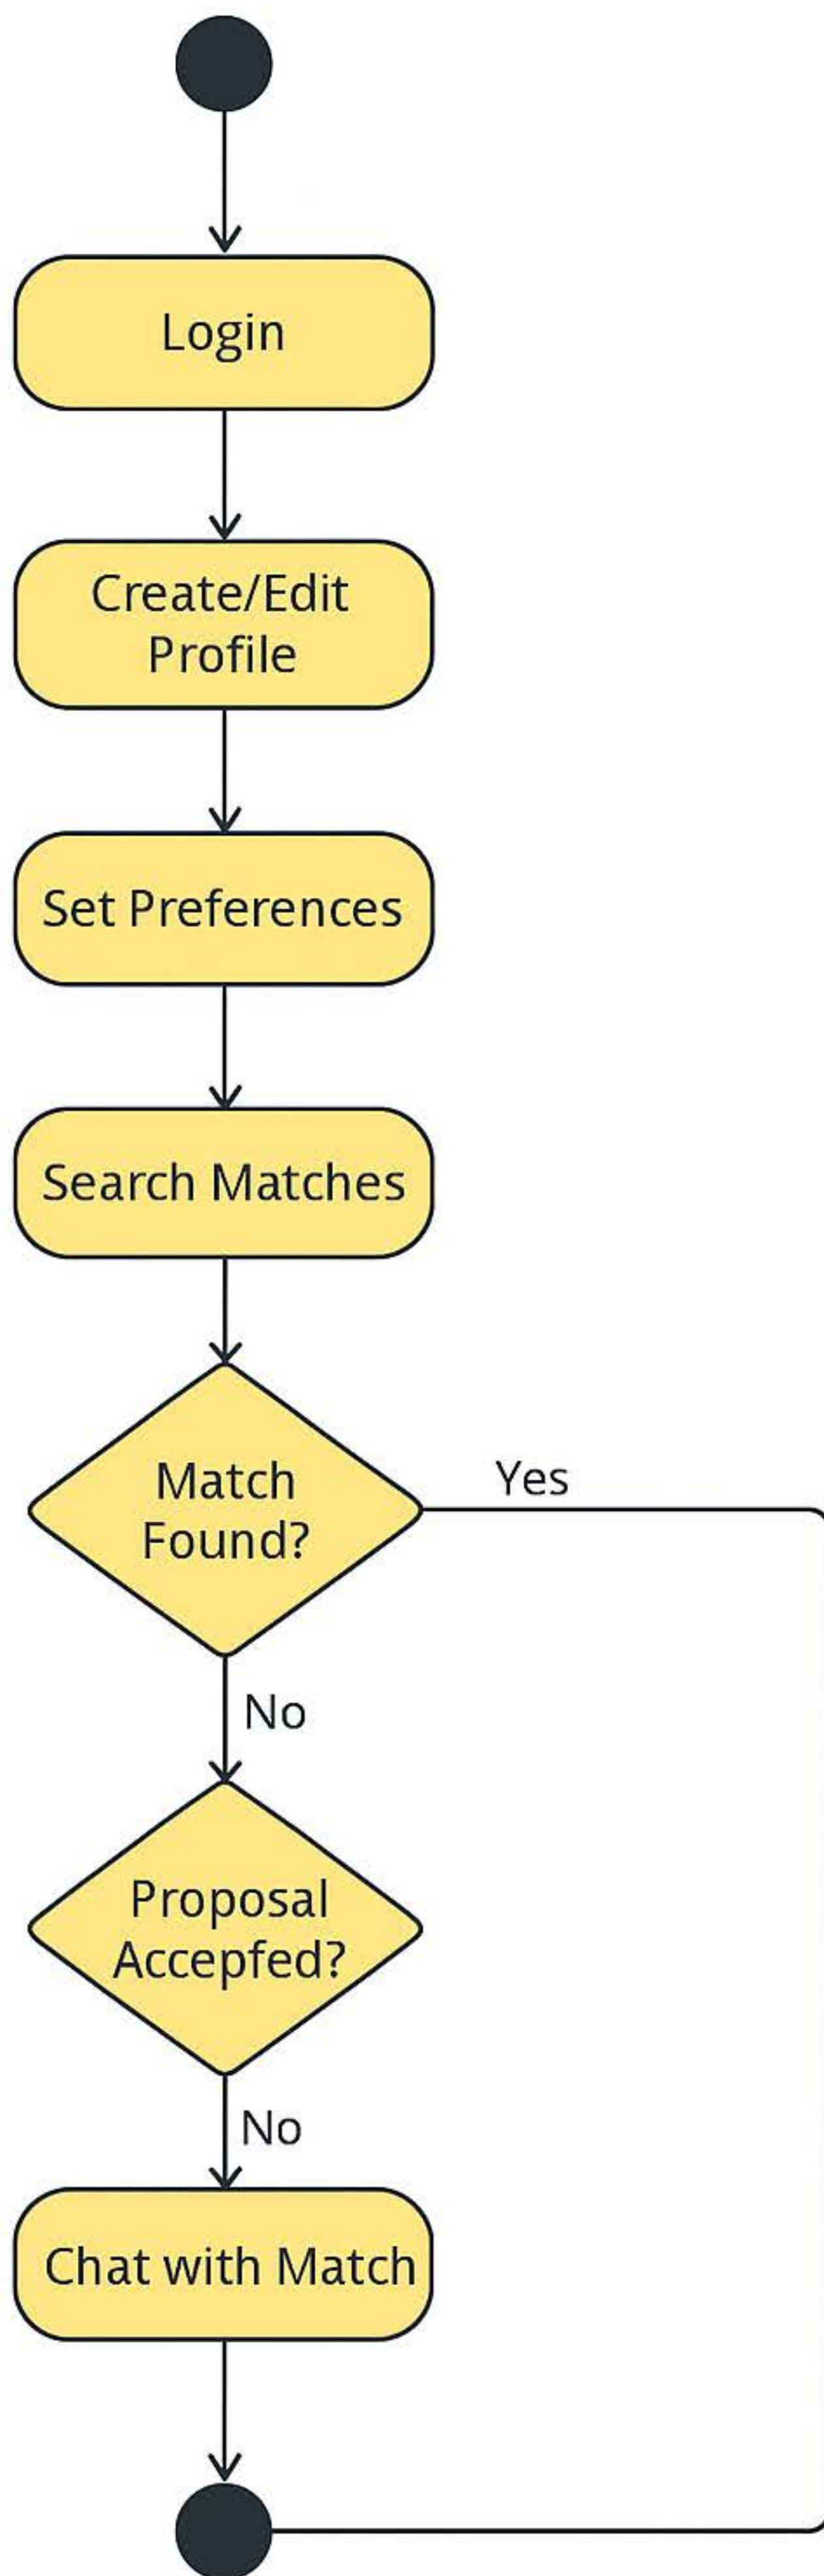 Login
Create/Edit
Profile
Set Preferences
Search Matches
Match
Found?
Yes
No
Proposal
Accepfed?
No
Chat with Match